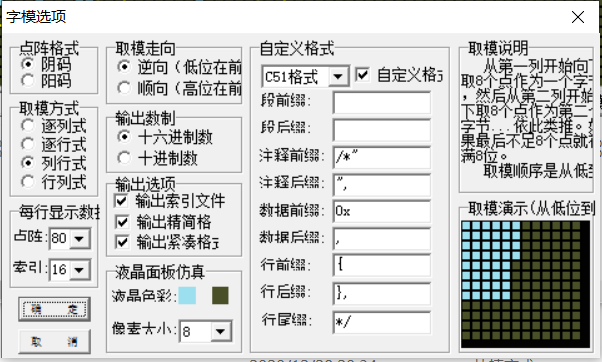 字模选项
点阵格式
阴码
阳码
取模方式
逐列式
逐行式
列行式
行列式
每行显示数据
点阵: 80
索引: 16
确 定
取 消
取模走向
逆向(低位在前
顺向(高位在前
输出数制
十六进制数
十进制数
输出选项
输出索引文件
输出精简格
输出紧凑格式
液晶面板仿真
液晶色彩:
像素大小: 8
自定义格式
C51格式
自定义格式
段前缀:
段后缀:
注释前缀: /*"
注释后缀: ",
数据前缀: 0x
数据后缀: ,
行前缀: {
行后缀: },
行尾缀: */
取模说明
从第一列开始向下
取8个点作为一个字节
，然后从第二列开始
下取8个点作为第二个
字节...依此类推。如
果最后不足8个点就补
满8位。
取模顺序是从低到
取模演示(从低位到